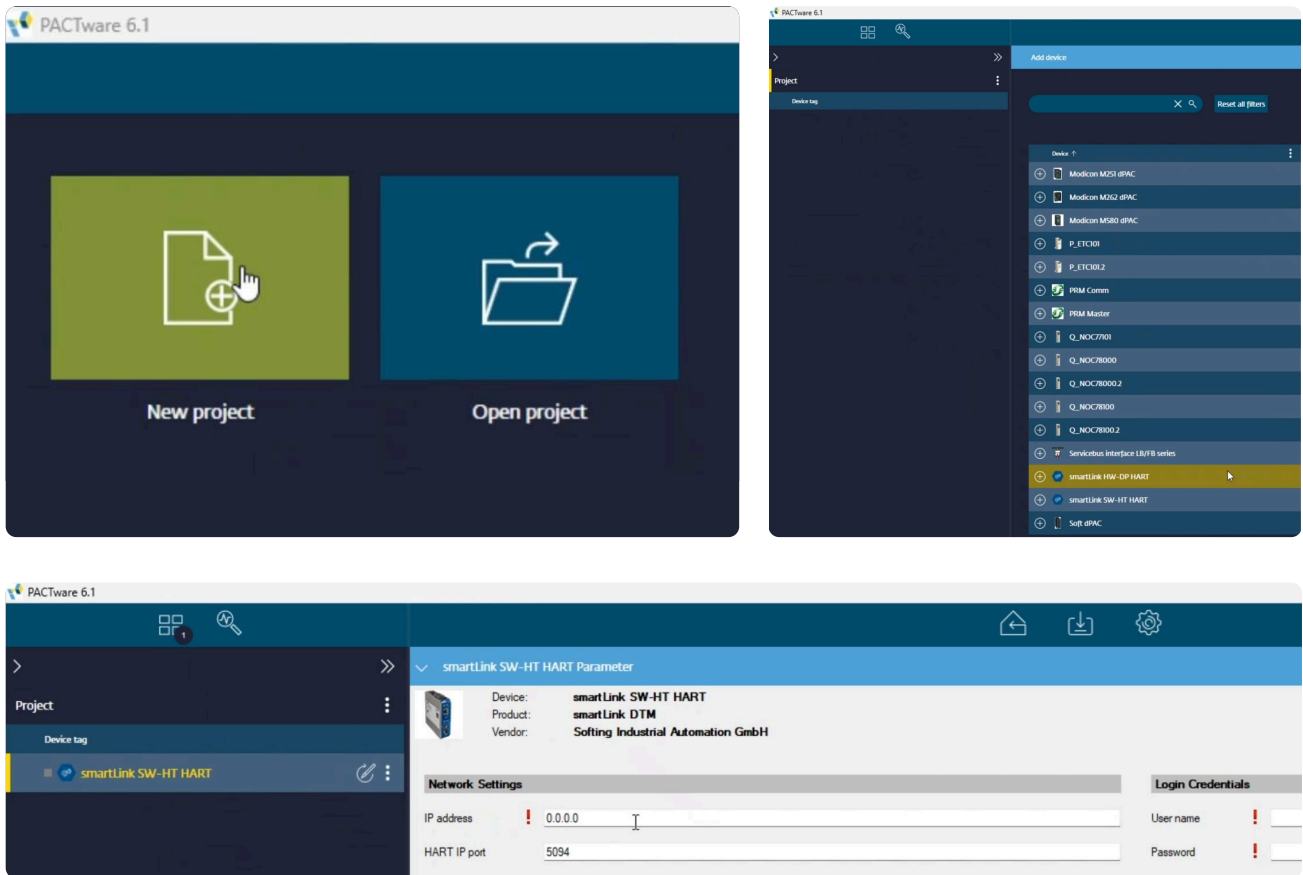 PACTware 6.1
New project
Open project
PACTware 6.1
Project
Device tag
Add device
Reset all filters
Device ↑
Modicon M251 dPAC
Modicon M262 dPAC
Modicon M580 dPAC
P_ETC101
P_ETC101.2
PRM Comm
PRM Master
Q_NOC77101
Q_NOC78000
Q_NOC78000.2
Q_NOC78100
Q_NOC78100.2
Servicebus interface LB/FB series
smartLink HW-DP HART
smartLink SW-HT HART
Soft dPAC
PACTware 6.1
1
Project
Device tag
smartLink SW-HT HART
smartLink SW-HT HART Parameter
Device: smartLink SW-HT HART
Product: smartLink DTM
Vendor: Softing Industrial Automation GmbH
Network Settings
Login Credentials
IP address ! 0.0.0.0
User name !
HART IP port 5094
Password !